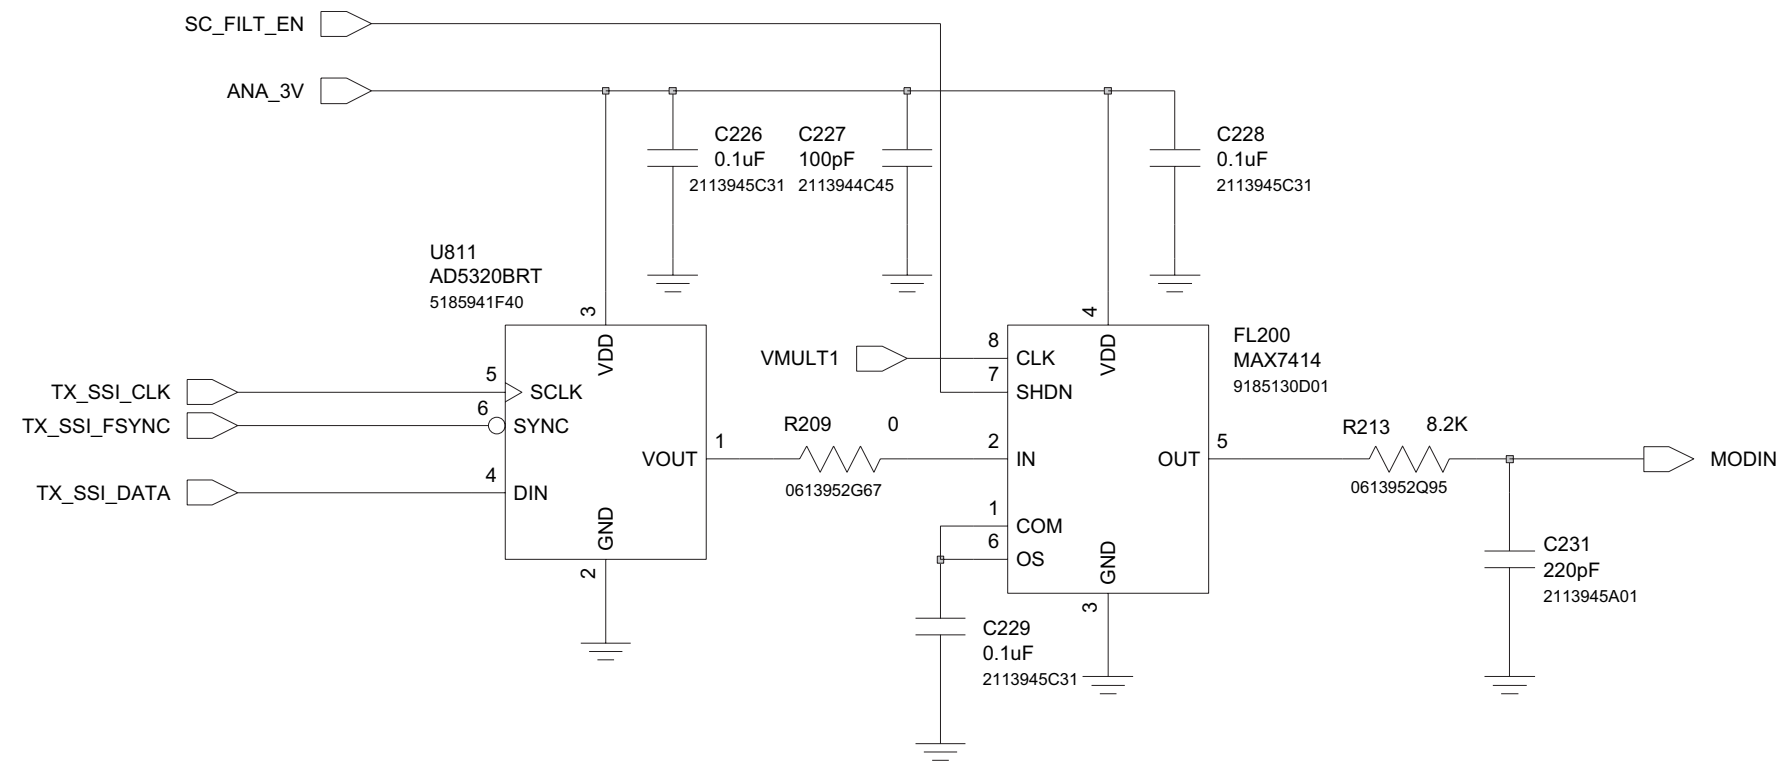 SC_FILT_EN
ANA_3V
C226
0.1uF
2113945C31
C227
100pF
2113944C45
C228
0.1uF
2113945C31
U811
AD5320BRT
5185941F40
3
VDD
4
VDD
FL200
MAX7414
9185130D01
VMULT1
8
CLK
7
SHDN
TX_SSI_CLK
5
SCLK
TX_SSI_FSYNC
6
SYNC
TX_SSI_DATA
4
DIN
VOUT
1
R209 0
0613952G67
2
IN
OUT
5
R213 8.2K
0613952Q95
MODIN
1
COM
6
OS
GND
2
GND
3
C229
0.1uF
2113945C31
C231
220pF
2113945A01